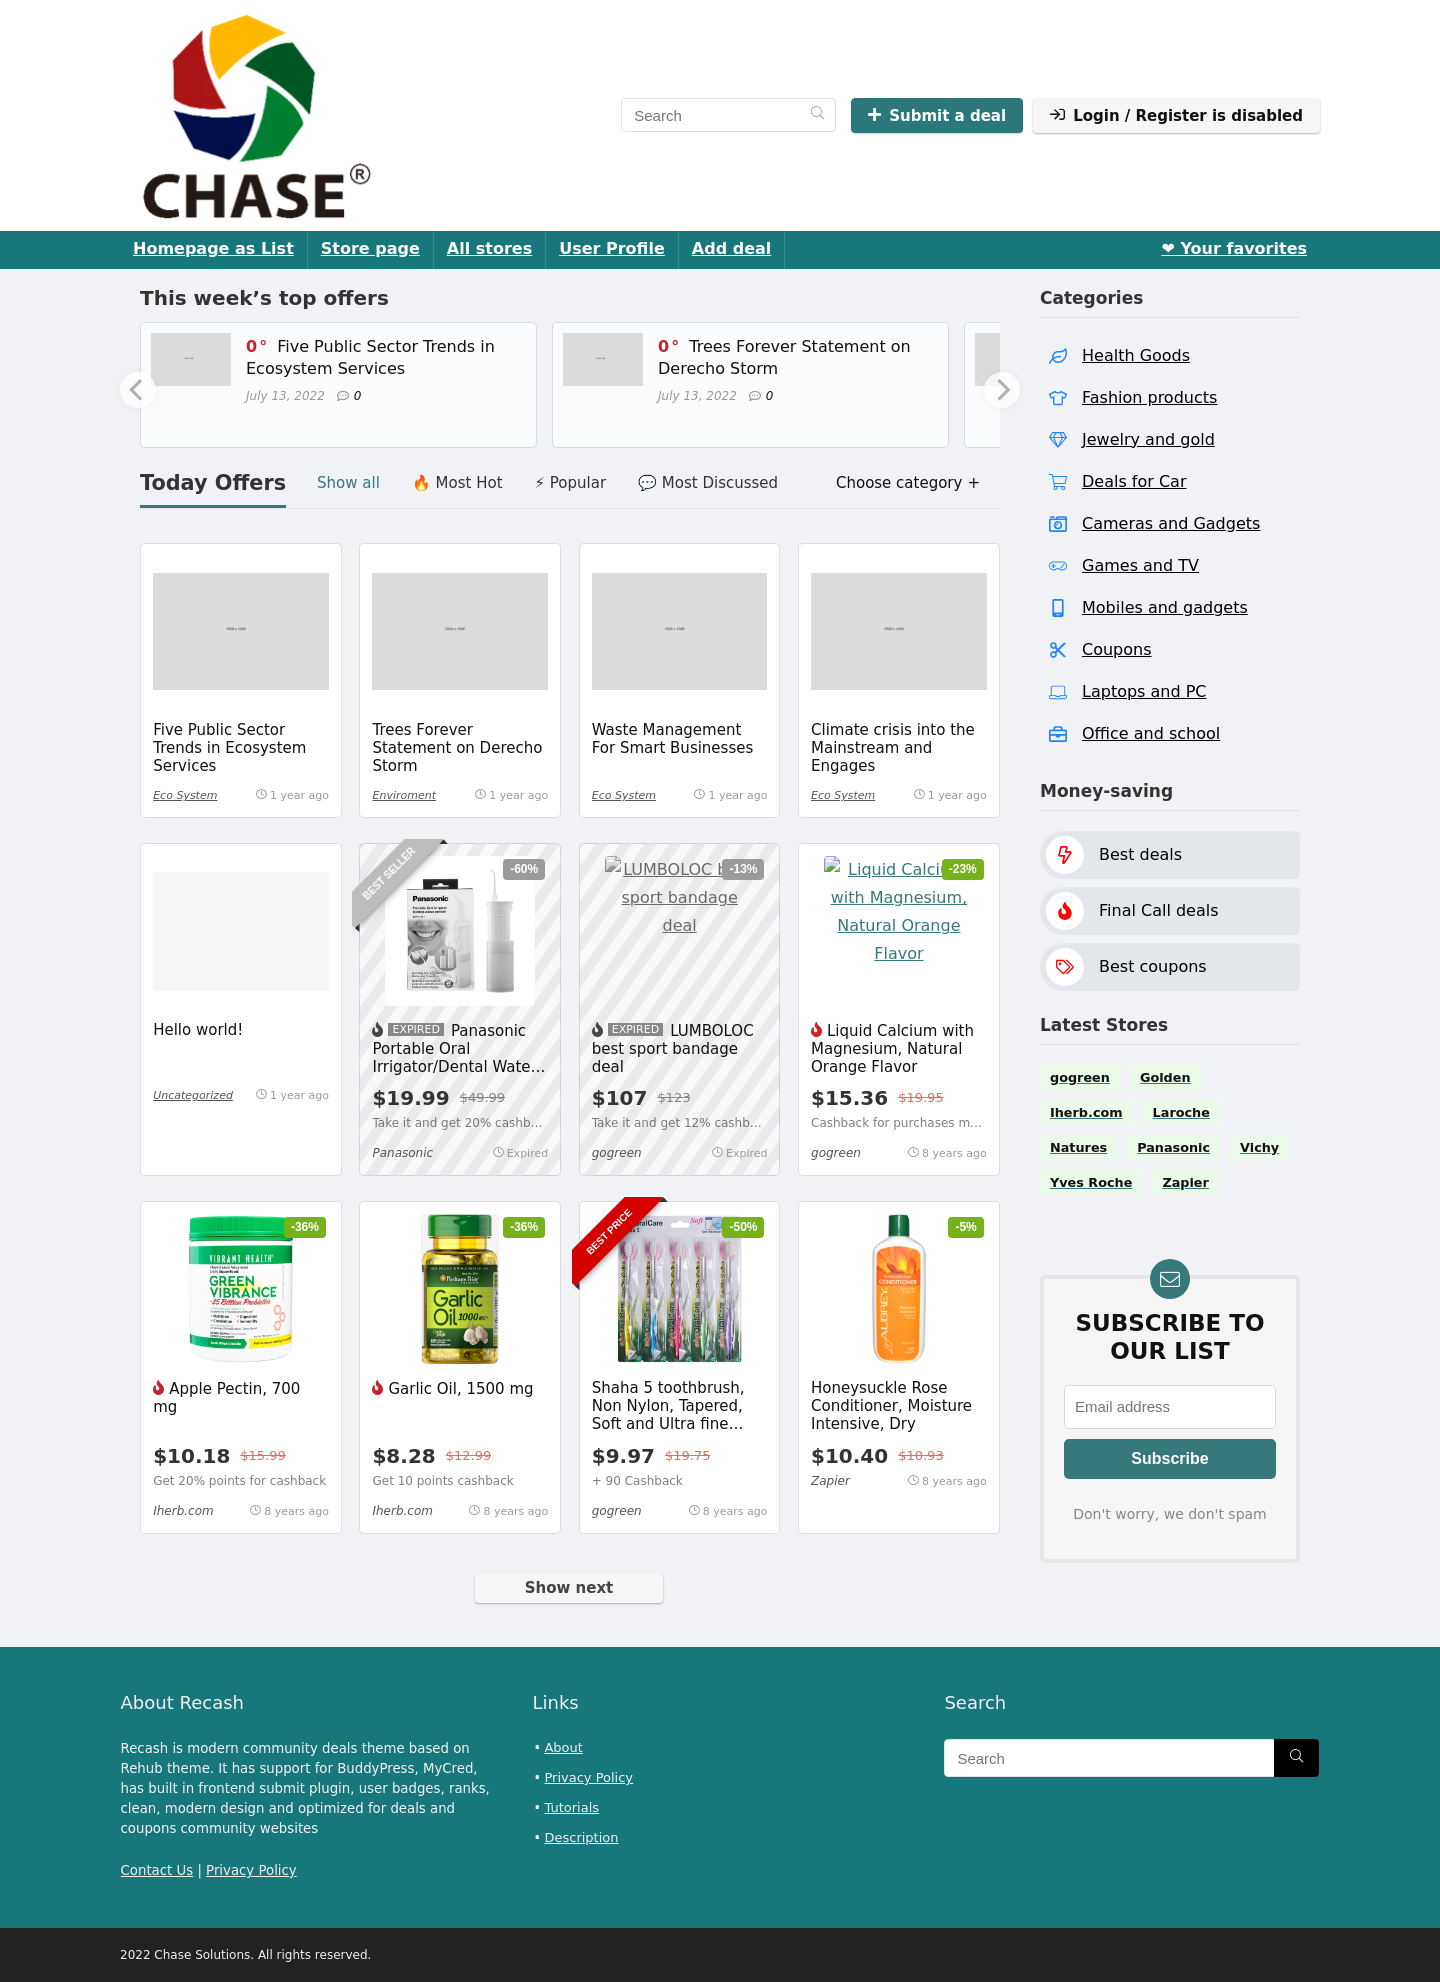 CHASE®
Search
Submit a deal
Login / Register is disabled
Homepage as List
Store page
All stores
User Profile
Add deal
❤ Your favorites
This week’s top offers
0° Five Public Sector Trends in
Ecosystem Services
July 13, 2022 0
0° Trees Forever Statement on
Derecho Storm
July 13, 2022 0
Today Offers
Show all
🔥 Most Hot
⚡ Popular
💬 Most Discussed
Choose category +
Five Public Sector
Trends in Ecosystem
Services
Eco System 1 year ago
Trees Forever
Statement on Derecho
Storm
Enviroment 1 year ago
Waste Management
For Smart Businesses
Eco System 1 year ago
Climate crisis into the
Mainstream and
Engages
Eco System 1 year ago
Hello world!
Uncategorized 1 year ago
BEST SELLER
-60%
Panasonic
EXPIRED Panasonic
Portable Oral
Irrigator/Dental Wate...
$19.99 $49.99
Take it and get 20% cashb...
Panasonic Expired
LUMBOLOC b
sport bandage
deal
-13%
EXPIRED LUMBOLOC
best sport bandage
deal
$107 $123
Take it and get 12% cashb...
gogreen Expired
Liquid Calciu
with Magnesium,
Natural Orange
Flavor
-23%
Liquid Calcium with
Magnesium, Natural
Orange Flavor
$15.36 $19.95
Cashback for purchases m...
gogreen 8 years ago
-36%
VIBRANT HEALTH
GREEN
VIBRANCE
+25 Billion Probiotics
Apple Pectin, 700
mg
$10.18 $15.99
Get 20% points for cashback
Iherb.com 8 years ago
-36%
Puritan's Pride
Garlic
Oil 1000 mg
Garlic Oil, 1500 mg
$8.28 $12.99
Get 10 points cashback
Iherb.com 8 years ago
BEST PRICE
-50%
Soft
Shaha 5 toothbrush,
Non Nylon, Tapered,
Soft and Ultra fine...
$9.97 $19.75
+ 90 Cashback
gogreen 8 years ago
-5%
CONDITIONER
AUBREY
Honeysuckle Rose
Conditioner, Moisture
Intensive, Dry
$10.40 $10.93
Zapier 8 years ago
Show next
Categories
Health Goods
Fashion products
Jewelry and gold
Deals for Car
Cameras and Gadgets
Games and TV
Mobiles and gadgets
Coupons
Laptops and PC
Office and school
Money-saving
Best deals
Final Call deals
Best coupons
Latest Stores
gogreen Golden
Iherb.com Laroche
Natures Panasonic Vichy
Yves Roche Zapier
SUBSCRIBE TO
OUR LIST
Email address
Subscribe
Don't worry, we don't spam
About Recash
Recash is modern community deals theme based on
Rehub theme. It has support for BuddyPress, MyCred,
has built in frontend submit plugin, user badges, ranks,
clean, modern design and optimized for deals and
coupons community websites
Contact Us | Privacy Policy
Links
About
Privacy Policy
Tutorials
Description
Search
Search
2022 Chase Solutions. All rights reserved.